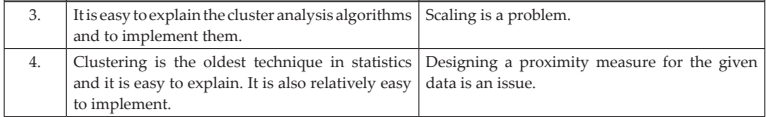 3. It is easy to explain the cluster analysis algorithms Scaling is a problem.
and to implement them.
4. Clustering is the oldest technique in statistics Designing a proximity measure for the given
and it is easy to explain. It is also relatively easy data is an issue.
to implement.